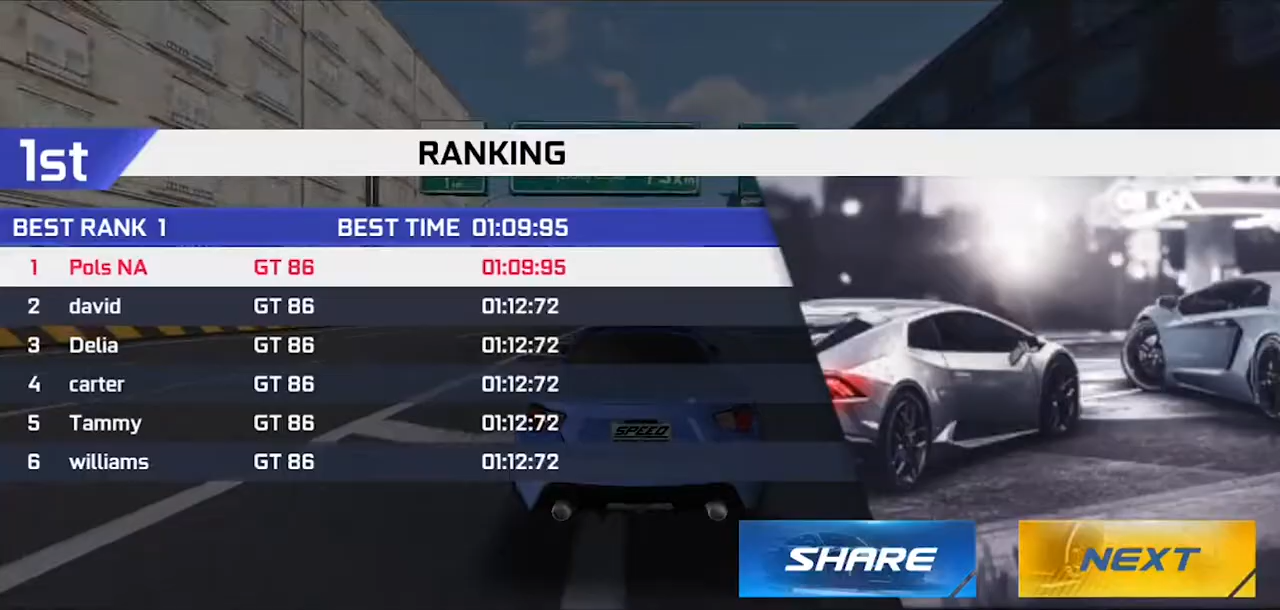 1st RANKING
BEST RANK 1 BEST TIME 01:09:95
1 Pols NA GT 86 01:09:95
2 david GT 86 01:12:72
3 Delia GT 86 01:12:72
4 carter GT 86 01:12:72
5 Tammy GT 86 01:12:72
6 williams GT 86 01:12:72
SPEED
SHARE NEXT